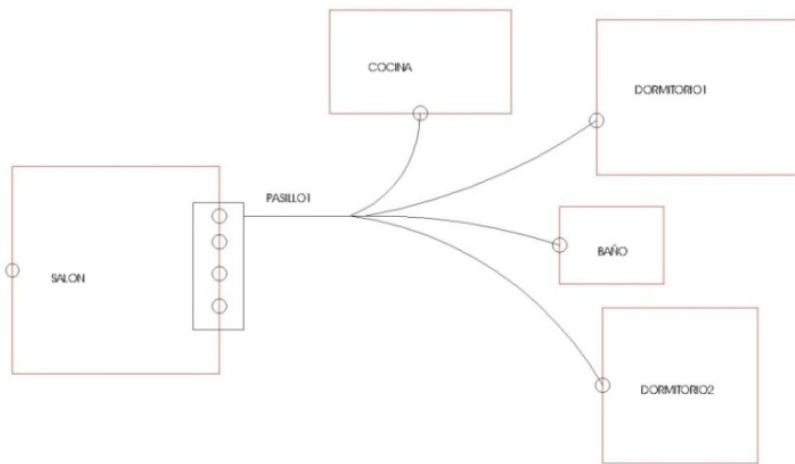 COCINA
DORMITORIO1
PASILLO1
BAÑO
SALON
DORMITORIO2